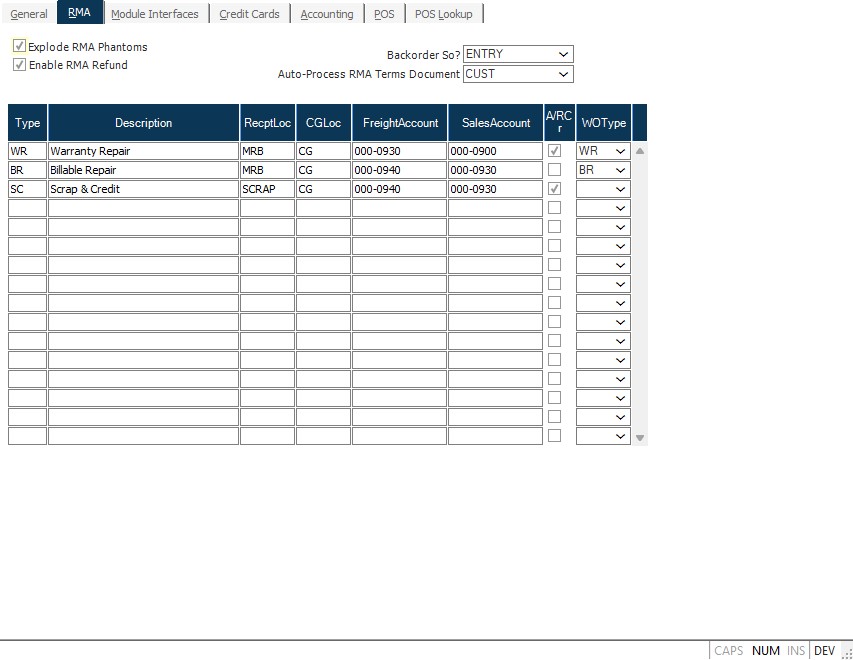 General RMA Module Interfaces Credit Cards Accounting POS POS Lookup
Explode RMA Phantoms
Enable RMA Refund
Backorder So? ENTRY
Auto-Process RMA Terms Document CUST
Type Description RecptLoc CGLoc FreightAccount SalesAccount A/RC
r WOType
WR Warranty Repair MRB CG 000-0930 000-0900 WR
BR Billable Repair MRB CG 000-0940 000-0930 BR
SC Scrap & Credit SCRAP CG 000-0940 000-0930
CAPS NUM INS DEV